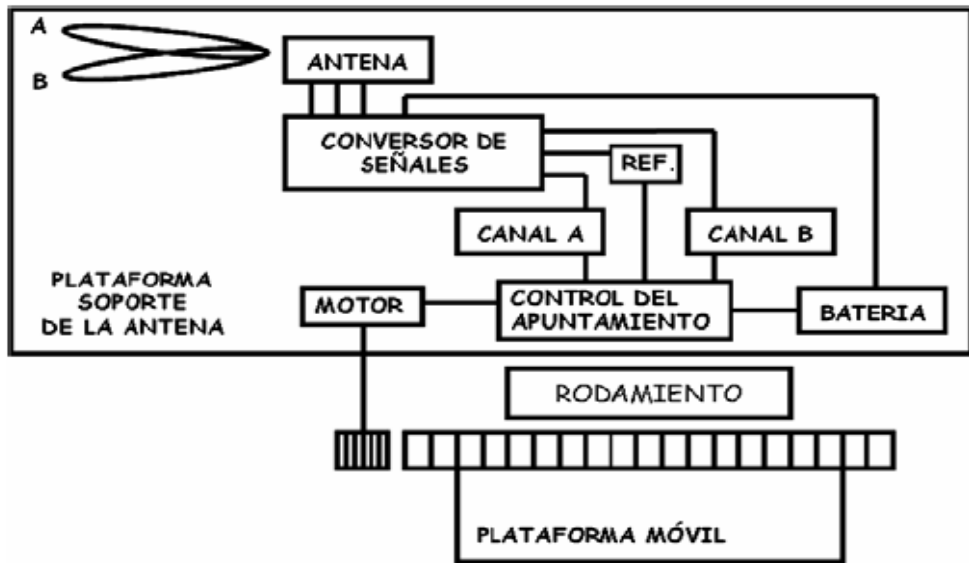 A
B
ANTENA
CONVERSOR DE
SEÑALES
REF.
CANAL A
CANAL B
PLATAFORMA
SOPORTE
DE LA ANTENA
MOTOR
CONTROL DEL
APUNTAMIENTO
BATERIA
RODAMIENTO
PLATAFORMA MÓVIL